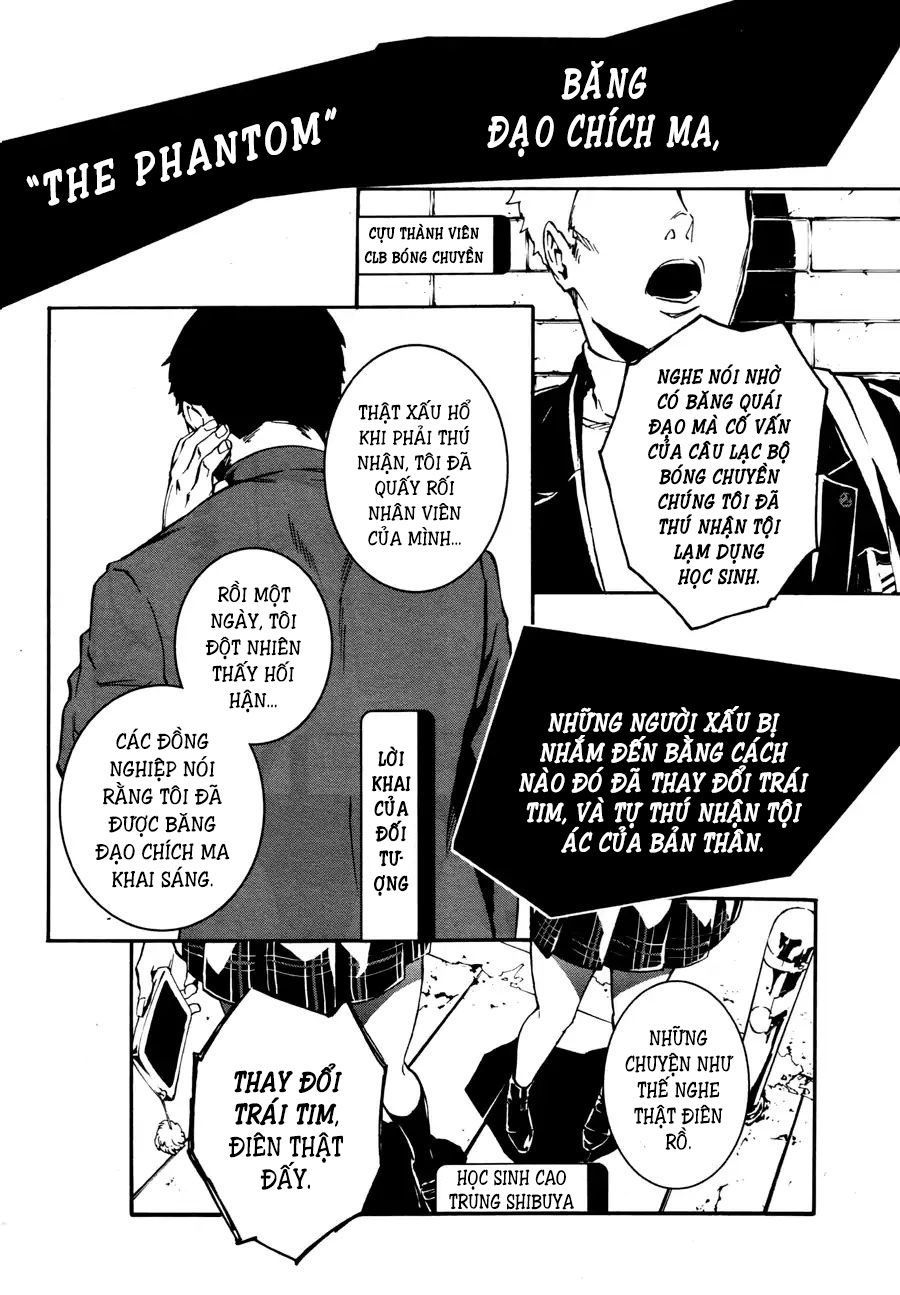 BĂNG
ĐẠO CHÍCH MA,
"THE PHANTOM"
CỰU THÀNH VIÊN
CLB BÓNG CHUYỀN
NGHE NÓI NHỜ
CÓ BĂNG QUÁI
ĐẠO MÀ CỐ VẤN
CỦA CÂU LẠC BỘ
BÓNG CHUYỀN
CHÚNG TÔI ĐÃ
THÚ NHẬN TỘI
LẠM DỤNG
HỌC SINH.
THẬT XẤU HỔ
KHI PHẢI THÚ
NHẬN, TÔI ĐÃ
QUẤY RỐI
NHÂN VIÊN
CỦA MÌNH...
RỒI MỘT
NGÀY, TÔI
ĐỘT NHIÊN
THẤY HỐI
HẬN...
CÁC ĐỒNG
NGHIỆP NÓI
RẰNG TÔI ĐÃ
ĐƯỢC BĂNG
ĐẠO CHÍCH MA
KHAI SÁNG.
LỜI
KHAI
CỦA
ĐỐI
TƯ-
ỢNG
NHỮNG NGƯỜI XẤU BỊ
NHẮM ĐẾN BẰNG CÁCH
NÀO ĐÓ ĐÃ THAY ĐỔI TRÁI
TIM, VÀ TỰ THÚ NHẬN TỘI
ÁC CỦA BẢN THÂN.
NHỮNG
CHUYỆN NHƯ
THẾ NGHE
THẬT ĐIÊN
RỒ.
THAY ĐỔI
TRÁI TIM,
ĐIÊN THẬT
ĐẤY.
HỌC SINH CAO
TRUNG SHIBUYA